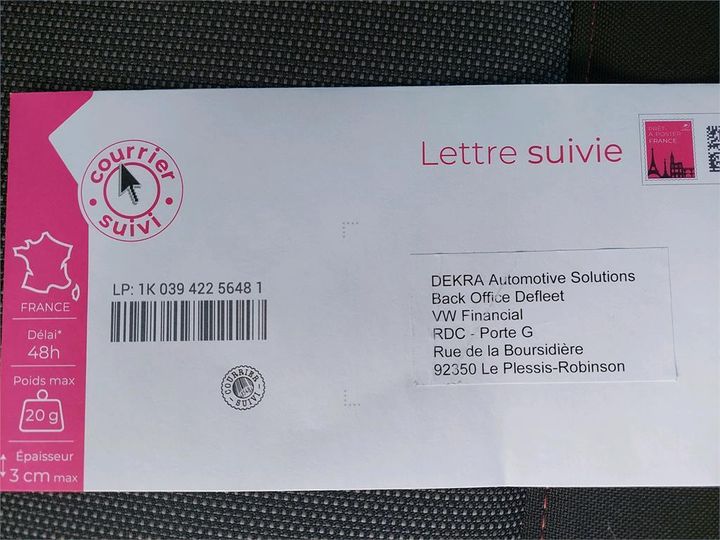 courrier
suivi
Lettre suivie
PRÊT-
À-POSTER
FRANCE
FRANCE
Délai*
48h
Poids max
20 g
Épaisseur
3 cm max
LP: 1K 039 422 5648 1
COURRIER
SUIVI
DEKRA Automotive Solutions
Back Office Defleet
VW Financial
RDC - Porte G
Rue de la Boursidière
92350 Le Plessis-Robinson